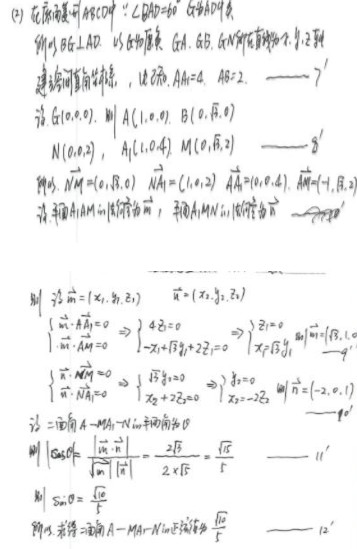 (2) 在底面菱形ABCD中 ∵ ∠BAD=60° G为AD中点
所以BG⊥AD. 以G为原点 GA. GB. GN所在直线为x. y. z轴
建立空间直角坐标系, AA₁=4. AB=2. —— 7'
设G(0,0,0). 则 A(1,0,0). B(0,√3,0)
N(0,0,2), A₁(1,0,4). M(0,√3,2) —— 8'
所以 NM→=(0,√3,0) NA₁→=(1,0,2) AA₁→=(0,0,4). AM→=(-1,√3,2)
设平面A₁AM的法向量为m→, 平面A₁MN的法向量为n→
则 设m→=(x₁, y₁, z₁) n→=(x₂, y₂, z₂)
{ m→·AA₁→=0 ⇒ { 4z₁=0 ⇒ { z₁=0
{ m→·AM→=0 { -x₁+√3y₁+2z₁=0 { x₁=√3y₁ 则 m→=(√3,1,0 —— 9'
{ n→·NM→=0 ⇒ { √3y₂=0 ⇒ { y₂=0
{ n→·NA₁→=0 { x₂+2z₂=0 { x₂=-2z₂ 则 n→=(-2,0,1) —— 10'
设二面角A-MA₁-N的平面角为θ
则 |cosθ|= |m→·n→| / |m→||n→| = 2√3 / 2×√5 = √15 / 5 —— 11'
则 sinθ= √10 / 5
所以. 求得二面角A-MA₁-N的正弦值为 √10 / 5 —— 12'